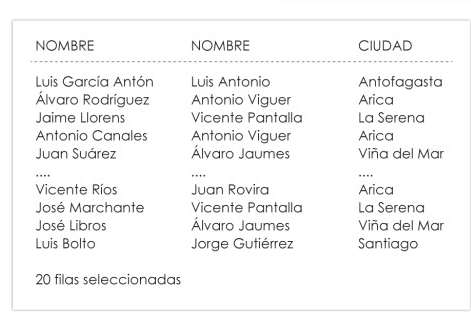 NOMBRE NOMBRE CIUDAD
Luis García Antón Luis Antonio Antofagasta
Álvaro Rodríguez Antonio Viguer Arica
Jaime Llorens Vicente Pantalla La Serena
Antonio Canales Antonio Viguer Arica
Juan Suárez Álvaro Jaumes Viña del Mar
.... .... ....
Vicente Ríos Juan Rovira Arica
José Marchante Vicente Pantalla La Serena
José Libros Álvaro Jaumes Viña del Mar
Luis Bolto Jorge Gutiérrez Santiago
20 filas seleccionadas